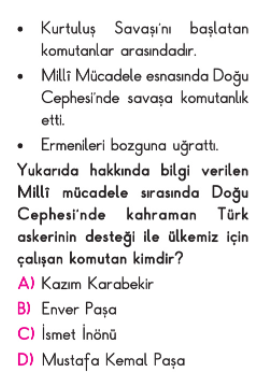 • Kurtuluş Savaşı'nı başlatan
komutanlar arasındadır.
• Millî Mücadele esnasında Doğu
Cephesi'nde savaşa komutanlık
etti.
• Ermenileri bozguna uğrattı.
Yukarıda hakkında bilgi verilen
Millî mücadele sırasında Doğu
Cephesi'nde kahraman Türk
askerinin desteği ile ülkemiz için
çalışan komutan kimdir?
A) Kazım Karabekir
B) Enver Paşa
C) İsmet İnönü
D) Mustafa Kemal Paşa